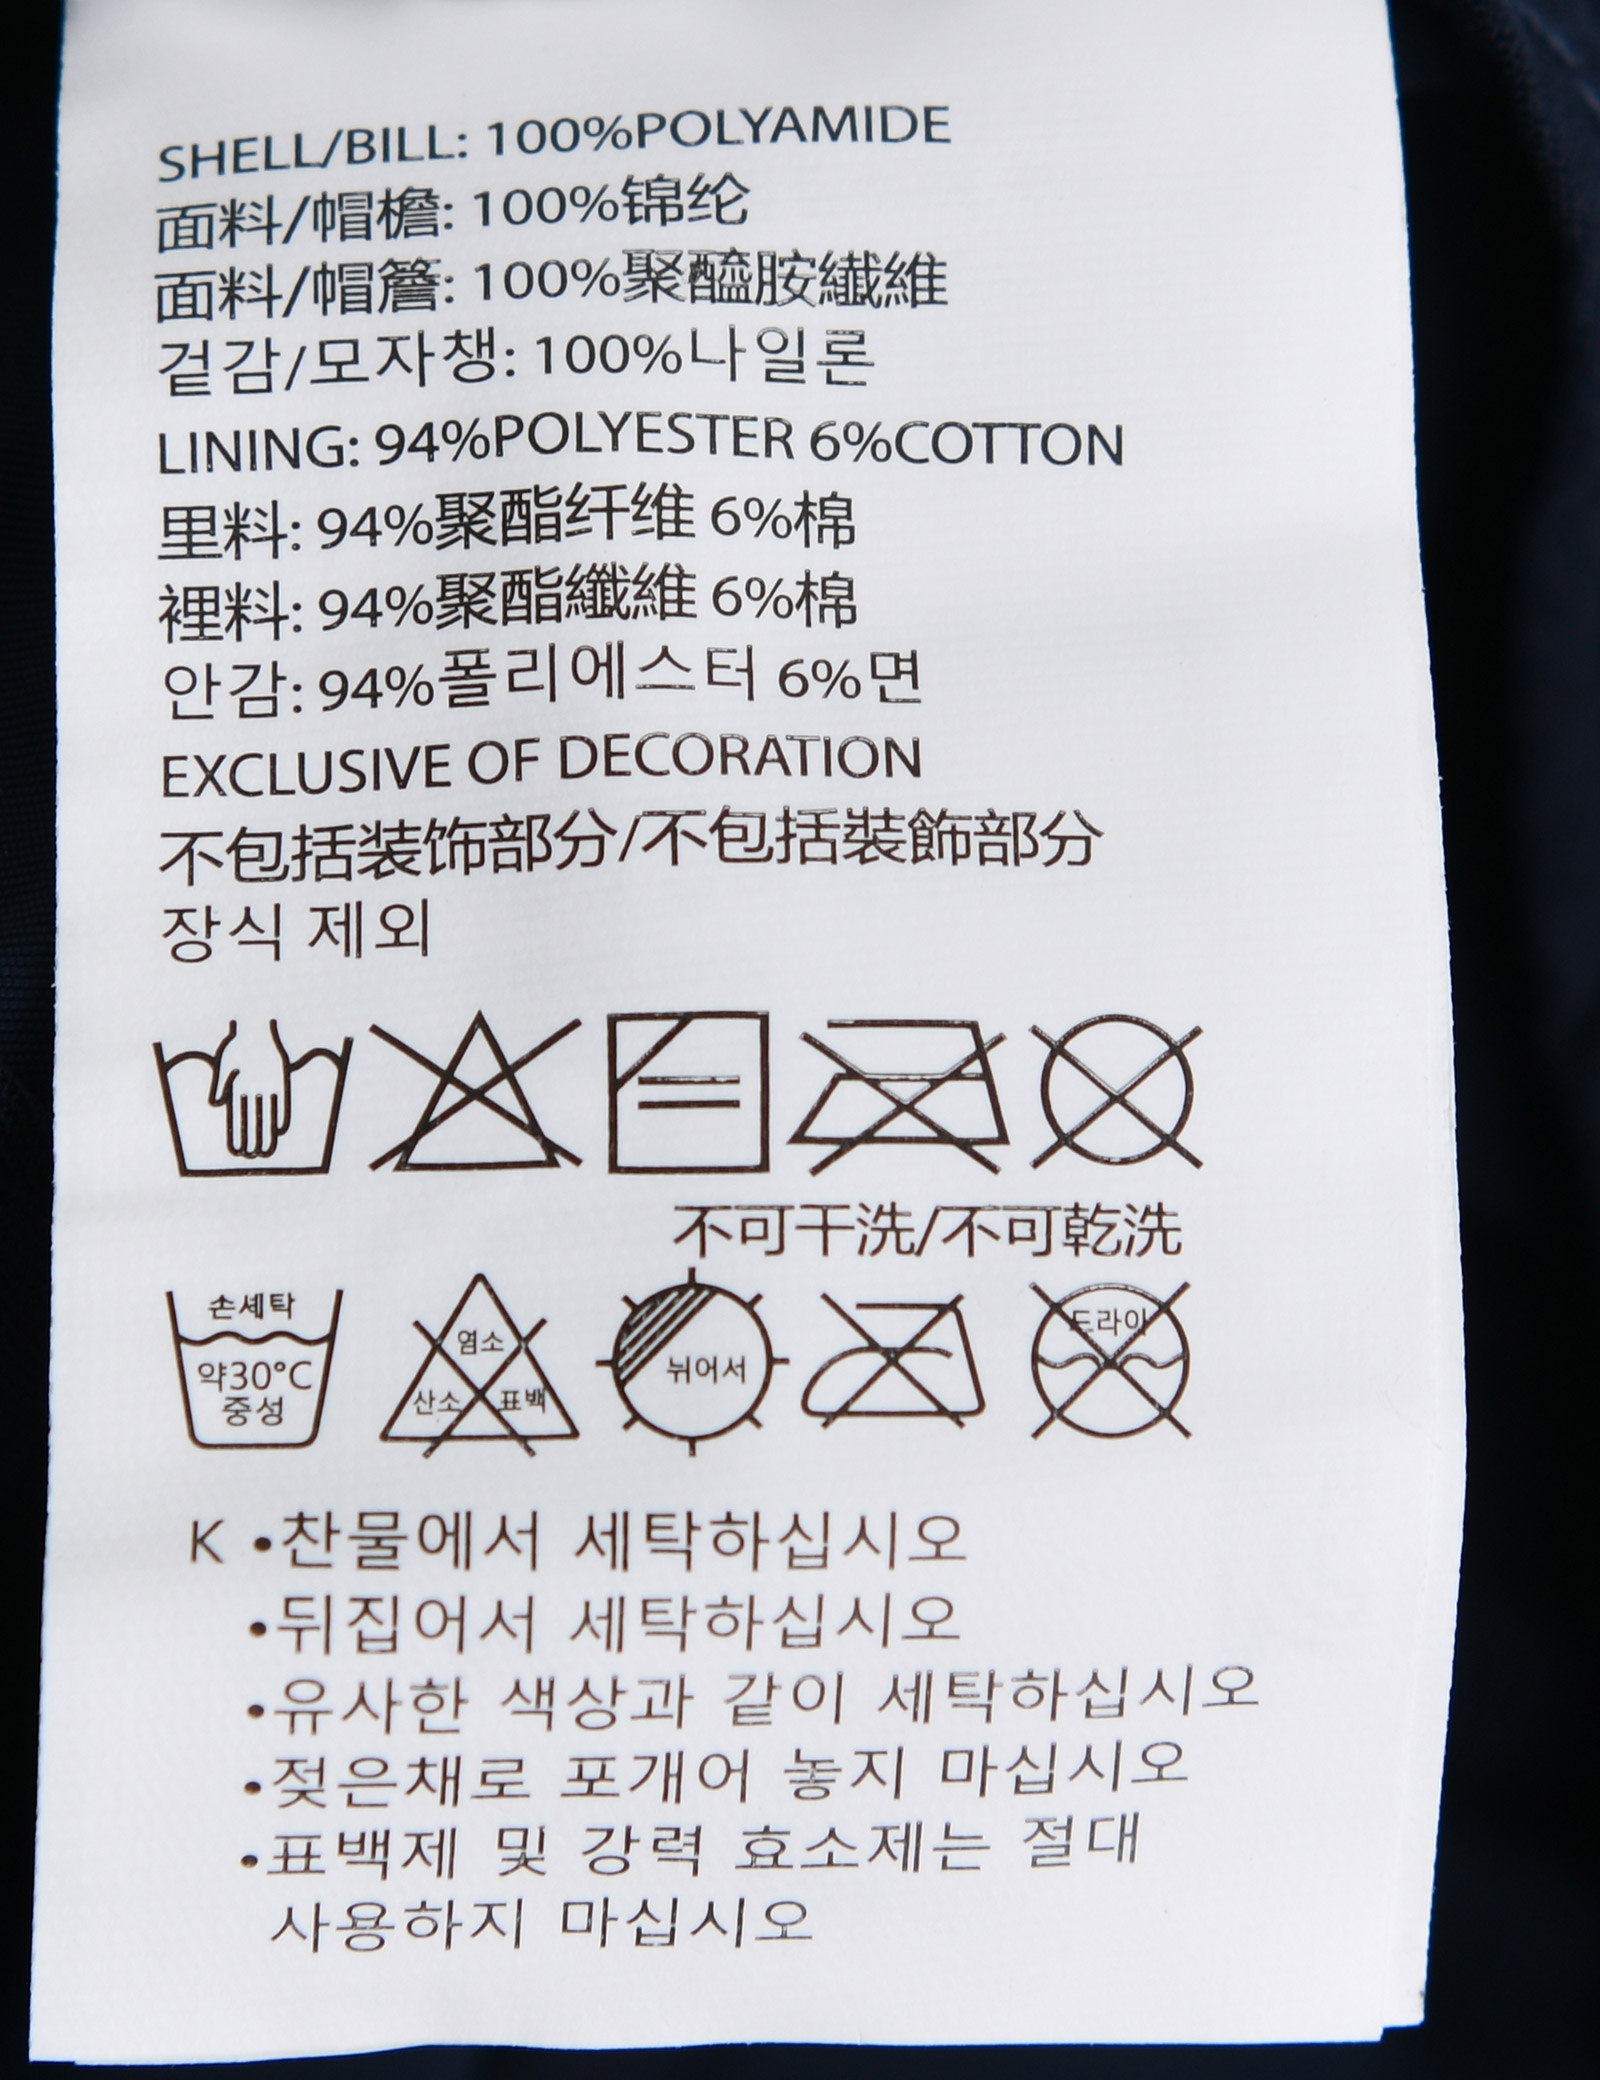 SHELL/BILL: 100%POLYAMIDE
面料/帽檐: 100%锦纶
面料/帽簷: 100%聚醯胺纖維
겉감/모자챙: 100%나일론
LINING: 94%POLYESTER 6%COTTON
里料: 94%聚酯纤维 6%棉
裡料: 94%聚酯纖維 6%棉
안감: 94%폴리에스터 6%면
EXCLUSIVE OF DECORATION
不包括装饰部分/不包括裝飾部分
장식 제외
不可干洗/不可乾洗
손세탁
약30°C
중성
염소
산소 표백
뉘어서
드라이
K •찬물에서 세탁하십시오
•뒤집어서 세탁하십시오
•유사한 색상과 같이 세탁하십시오
•젖은채로 포개어 놓지 마십시오
•표백제 및 강력 효소제는 절대
사용하지 마십시오